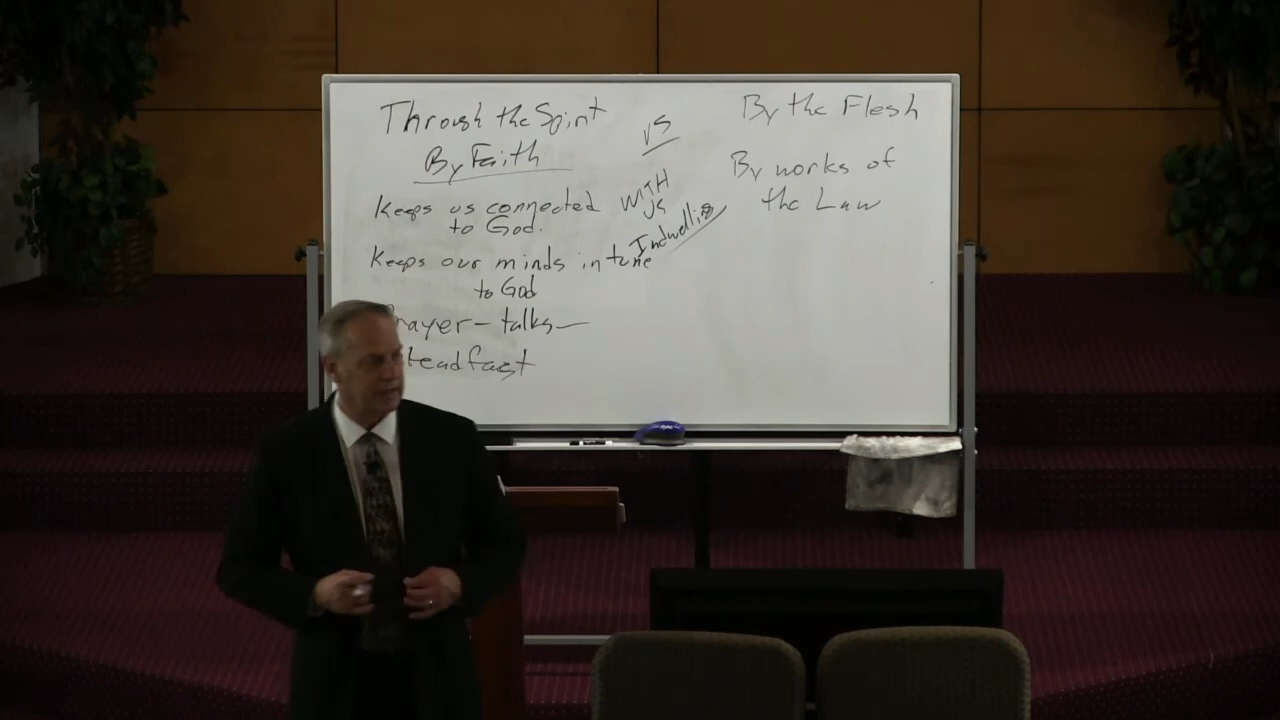 Through the Spirit
By Faith
Keeps us connected
to God.
Keeps our minds in tune
to God
rayer - talks
teadfast
vs
WITH
us
Indwelling
By the Flesh
By works of
the Law